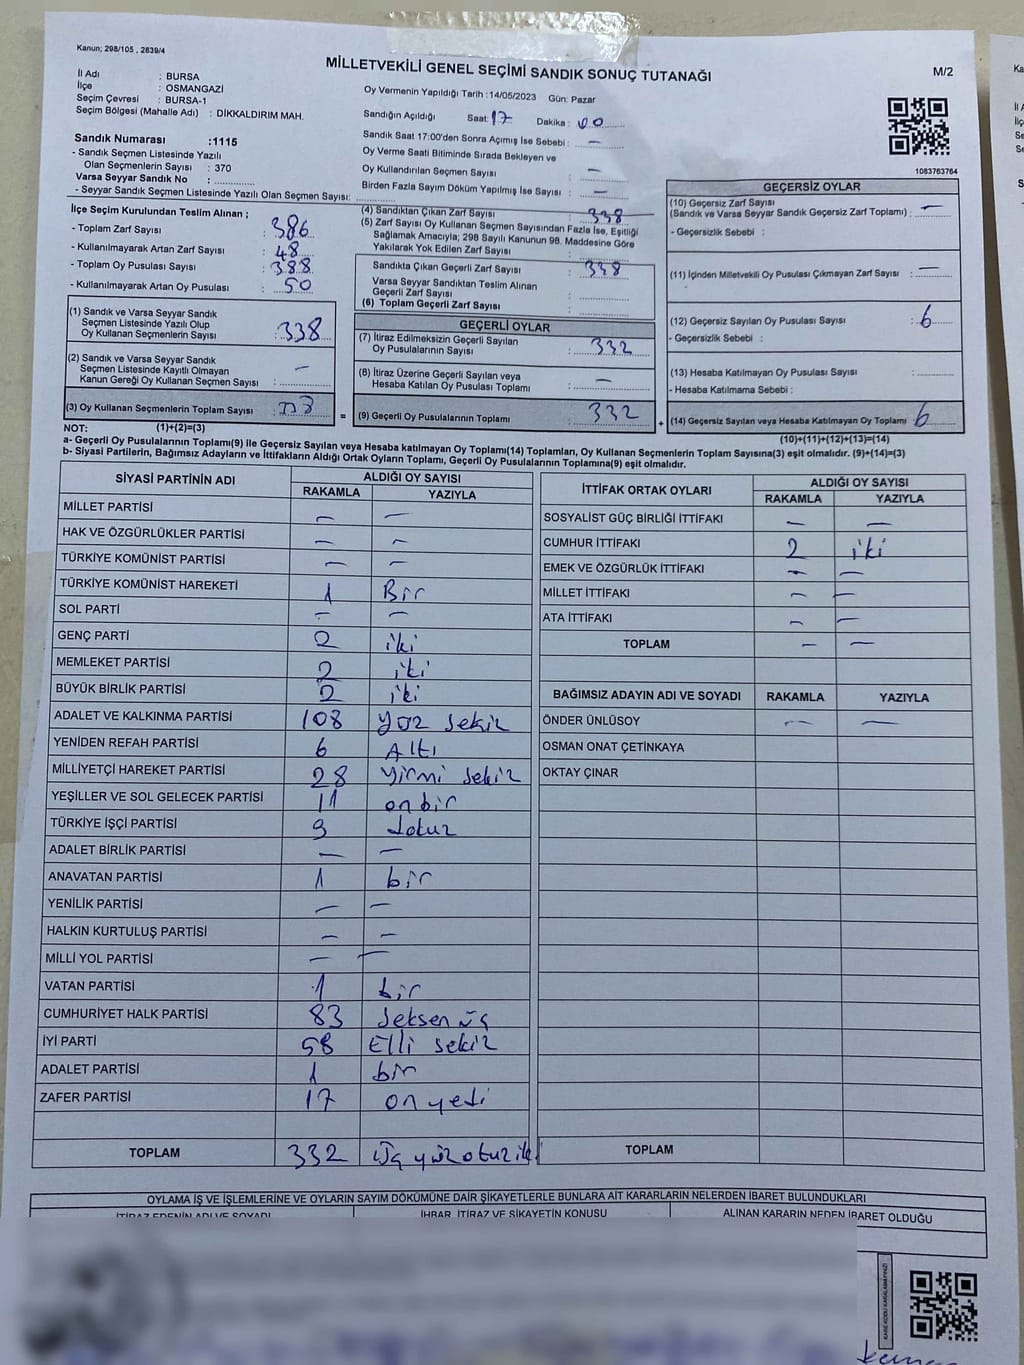 Kanun; 298/105 , 2839/4
MİLLETVEKİLİ GENEL SEÇİMİ SANDIK SONUÇ TUTANAĞI
M/2
İl Adı : BURSA
İlçe : OSMANGAZİ
Seçim Çevresi : BURSA-1
Seçim Bölgesi (Mahalle Adı) : DİKKALDIRIM MAH.
Oy Vermenin Yapıldığı Tarih :14/05/2023 Gün: Pazar
Sandığın Açıldığı Saat: 17 Dakika : 00
Sandık Saat 17:00'den Sonra Açımış İse Sebebi : —
Oy Verme Saati Bitiminde Sırada Bekleyen ve
Oy Kullandırılan Seçmen Sayısı : —
Birden Fazla Sayım Döküm Yapılmış İse Sayısı : —
1083763764
Sandık Numarası :1115
- Sandık Seçmen Listesinde Yazılı
Olan Seçmenlerin Sayısı : 370
Varsa Seyyar Sandık No :
- Seyyar Sandık Seçmen Listesinde Yazılı Olan Seçmen Sayısı:
İlçe Seçim Kurulundan Teslim Alınan ;
- Toplam Zarf Sayısı : 386
- Kullanılmayarak Artan Zarf Sayısı : 48
- Toplam Oy Pusulası Sayısı : 388
- Kullanılmayarak Artan Oy Pusulası : 50
(1) Sandık ve Varsa Seyyar Sandık
Seçmen Listesinde Yazılı Olup
Oy Kullanan Seçmenlerin Sayısı : 338
(2) Sandık ve Varsa Seyyar Sandık
Seçmen Listesinde Kayıtlı Olmayan
Kanun Gereği Oy Kullanan Seçmen Sayısı : —
(3) Oy Kullanan Seçmenlerin Toplam Sayısı : 338
(1)+(2)=(3)
(4) Sandıktan Çıkan Zarf Sayısı : 338
(5) Zarf Sayısı Oy Kullanan Seçmen Sayısından Fazla İse, Eşitliği
Sağlamak Amacıyla; 298 Sayılı Kanunun 98. Maddesine Göre
Yakılarak Yok Edilen Zarf Sayısı :
Sandıkta Çıkan Geçerli Zarf Sayısı : 338
Varsa Seyyar Sandıktan Teslim Alınan
Geçerli Zarf Sayısı :
(6) Toplam Geçerli Zarf Sayısı :
GEÇERLİ OYLAR
(7) İtiraz Edilmeksizin Geçerli Sayılan
Oy Pusulalarının Sayısı : 332
(8) İtiraz Üzerine Geçerli Sayılan veya
Hesaba Katılan Oy Pusulası Toplamı : —
= (9) Geçerli Oy Pusulalarının Toplamı : 332
GEÇERSİZ OYLAR
(10) Geçersiz Zarf Sayısı
(Sandık ve Varsa Seyyar Sandık Geçersiz Zarf Toplamı) : —
- Geçersizlik Sebebi :
(11) İçinden Milletvekili Oy Pusulası Çıkmayan Zarf Sayısı : —
(12) Geçersiz Sayılan Oy Pusulası Sayısı : 6
- Geçersizlik Sebebi :
(13) Hesaba Katılmayan Oy Pusulası Sayısı :
- Hesaba Katılmama Sebebi :
+ (14) Geçersiz Sayılan veya Hesaba Katılmayan Oy Toplamı 6
(10)+(11)+(12)+(13)=(14)
NOT:
a- Geçerli Oy Pusulasının Toplamı(9) ile Geçersiz Sayılan veya Hesaba katılmayan Oy Toplamı(14) Toplamları, Oy Kullanan Seçmenlerin Toplam Sayısına(3) eşit olmalıdır. (9)+(14)=(3)
b- Siyasi Partilerin, Bağımsız Adayların ve İttifakların Aldığı Ortak Oyların Toplamı, Geçerli Oy Pusulalarının Toplamına(9) eşit olmalıdır.
SİYASİ PARTİNİN ADI ALDIĞI OY SAYISI
RAKAMLA YAZIYLA
MİLLET PARTİSİ — —
HAK VE ÖZGÜRLÜKLER PARTİSİ — —
TÜRKİYE KOMÜNİST PARTİSİ — —
TÜRKİYE KOMÜNİST HAREKETİ 1 Bir
SOL PARTİ — —
GENÇ PARTİ 2 iki
MEMLEKET PARTİSİ 2 iki
BÜYÜK BİRLİK PARTİSİ 2 iki
ADALET VE KALKINMA PARTİSİ 108 yüz sekiz
YENİDEN REFAH PARTİSİ 6 Altı
MİLLİYETÇİ HAREKET PARTİSİ 28 yirmi sekiz
YEŞİLLER VE SOL GELECEK PARTİSİ 11 on bir
TÜRKİYE İŞÇİ PARTİSİ 9 dokuz
ADALET BİRLİK PARTİSİ — —
ANAVATAN PARTİSİ 1 bir
YENİLİK PARTİSİ — —
HALKIN KURTULUŞ PARTİSİ — —
MİLLİ YOL PARTİSİ — —
VATAN PARTİSİ 1 bir
CUMHURİYET HALK PARTİSİ 83 seksen üç
İYİ PARTİ 58 Elli sekiz
ADALET PARTİSİ 1 bir
ZAFER PARTİSİ 17 on yedi
TOPLAM 332 üç yüz otuz ik
İTTİFAK ORTAK OYLARI ALDIĞI OY SAYISI
RAKAMLA YAZIYLA
SOSYALİST GÜÇ BİRLİĞİ İTTİFAKI — —
CUMHUR İTTİFAKI 2 iki
EMEK VE ÖZGÜRLÜK İTTİFAKI — —
MİLLET İTTİFAKI — —
ATA İTTİFAKI — —
TOPLAM — —
BAĞIMSIZ ADAYIN ADI VE SOYADI RAKAMLA YAZIYLA
ÖNDER ÜNLÜSOY — —
OSMAN ONAT ÇETİNKAYA
OKTAY ÇINAR
TOPLAM
OYLAMA İŞ VE İŞLEMLERİNE VE OYLARIN SAYIM DÖKÜMÜNE DAİR ŞİKAYETLERLE BUNLARA AİT KARARLARIN NELERDEN İBARET BULUNDUKLARI
İTİRAZ EDENİN ADI VE SOYADI İHBAR, İTİRAZ VE ŞİKAYETİN KONUSU ALINAN KARARIN NEDEN İBARET OLDUĞU
KARE KODU KARALAMAYINIZ!